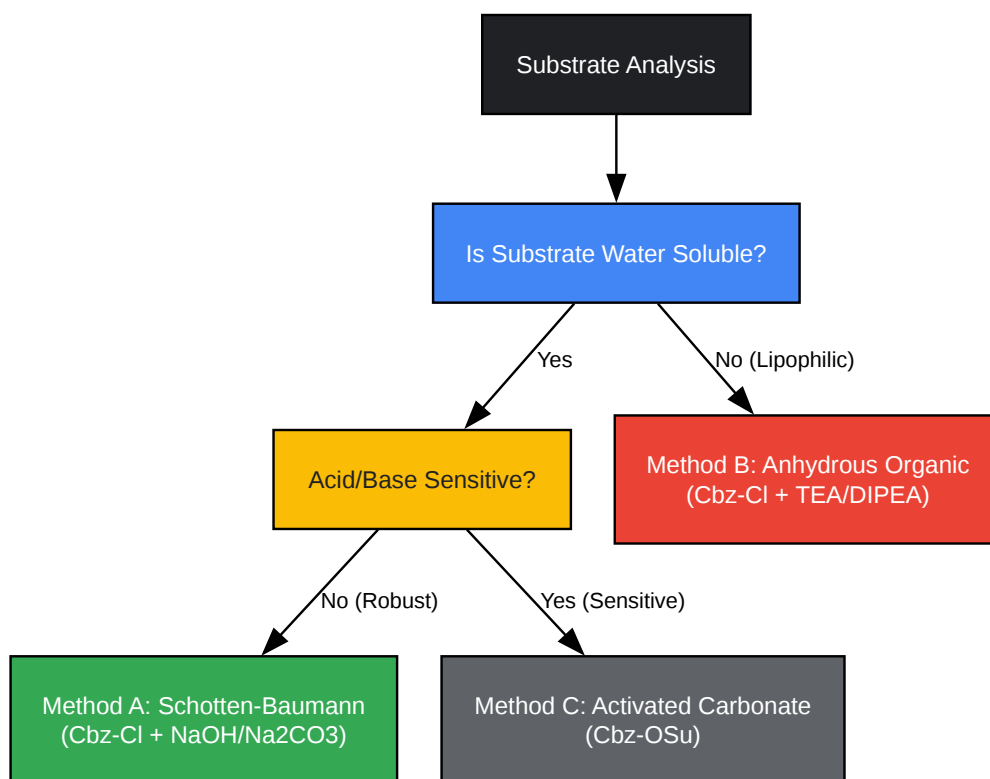 Substrate Analysis
Is Substrate Water Soluble?
Yes
No (Lipophilic)
Acid/Base Sensitive?
Method B: Anhydrous Organic
(Cbz-Cl + TEA/DIPEA)
No (Robust)
Yes (Sensitive)
Method A: Schotten-Baumann
(Cbz-Cl + NaOH/Na2CO3)
Method C: Activated Carbonate
(Cbz-OSu)